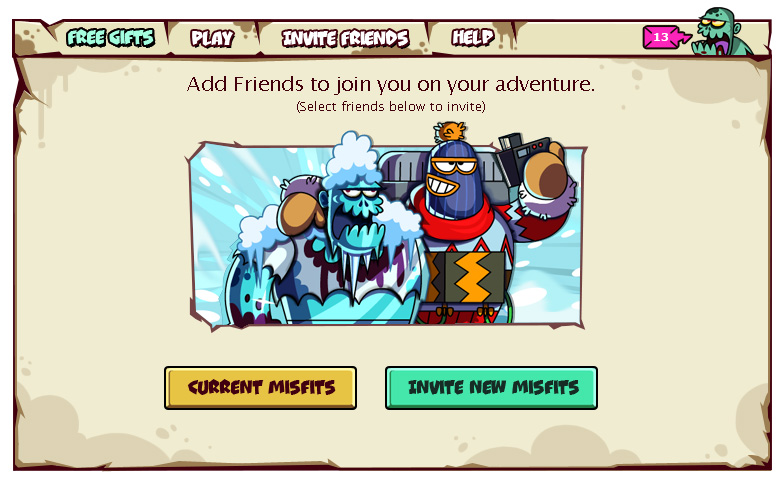 FREE GIFTS PLAY INVITE FRIENDS HELP 13
Add Friends to join you on your adventure.
(Select friends below to invite)
CURRENT MISFITS INVITE NEW MISFITS